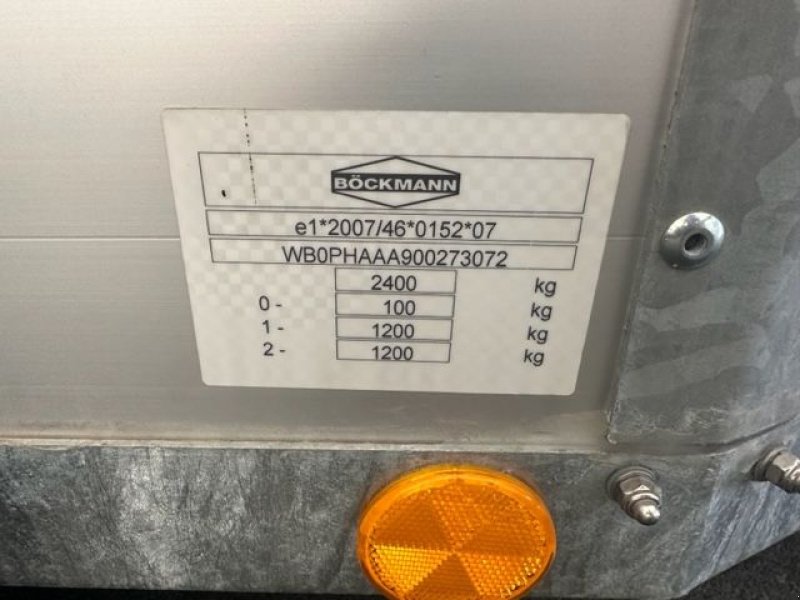 BÖCKMANN
e1*2007/46*0152*07
WB0PHAAA900273072
2400 kg
0- 100 kg
1- 1200 kg
2- 1200 kg